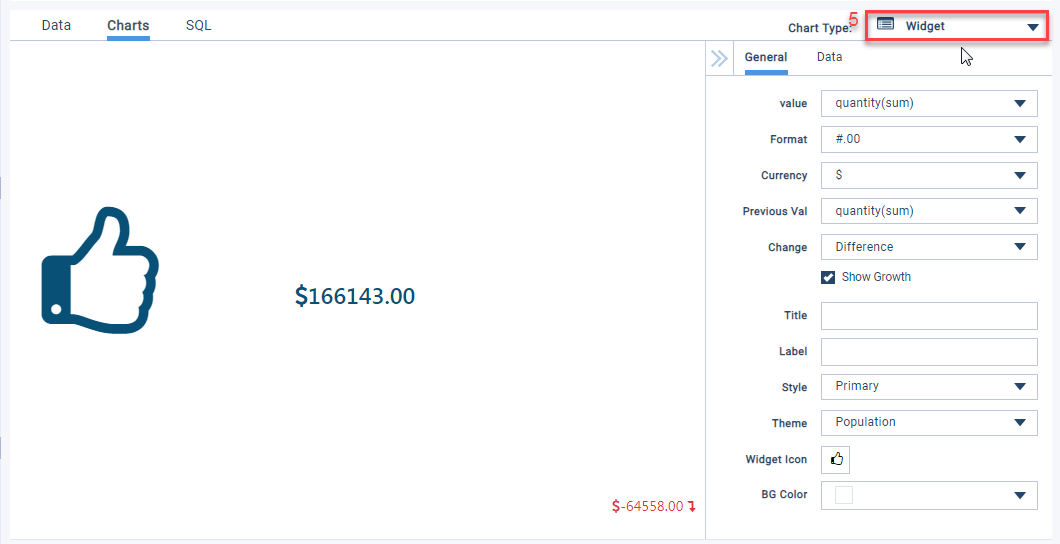 Data Charts SQL
Chart Type: 5 Widget
General Data
value quantity(sum)
Format #.00
Currency $
Previous Val quantity(sum)
Change Difference
Show Growth
$166143.00
Title
Label
Style Primary
Theme Population
Widget Icon
BG Color
$-64558.00